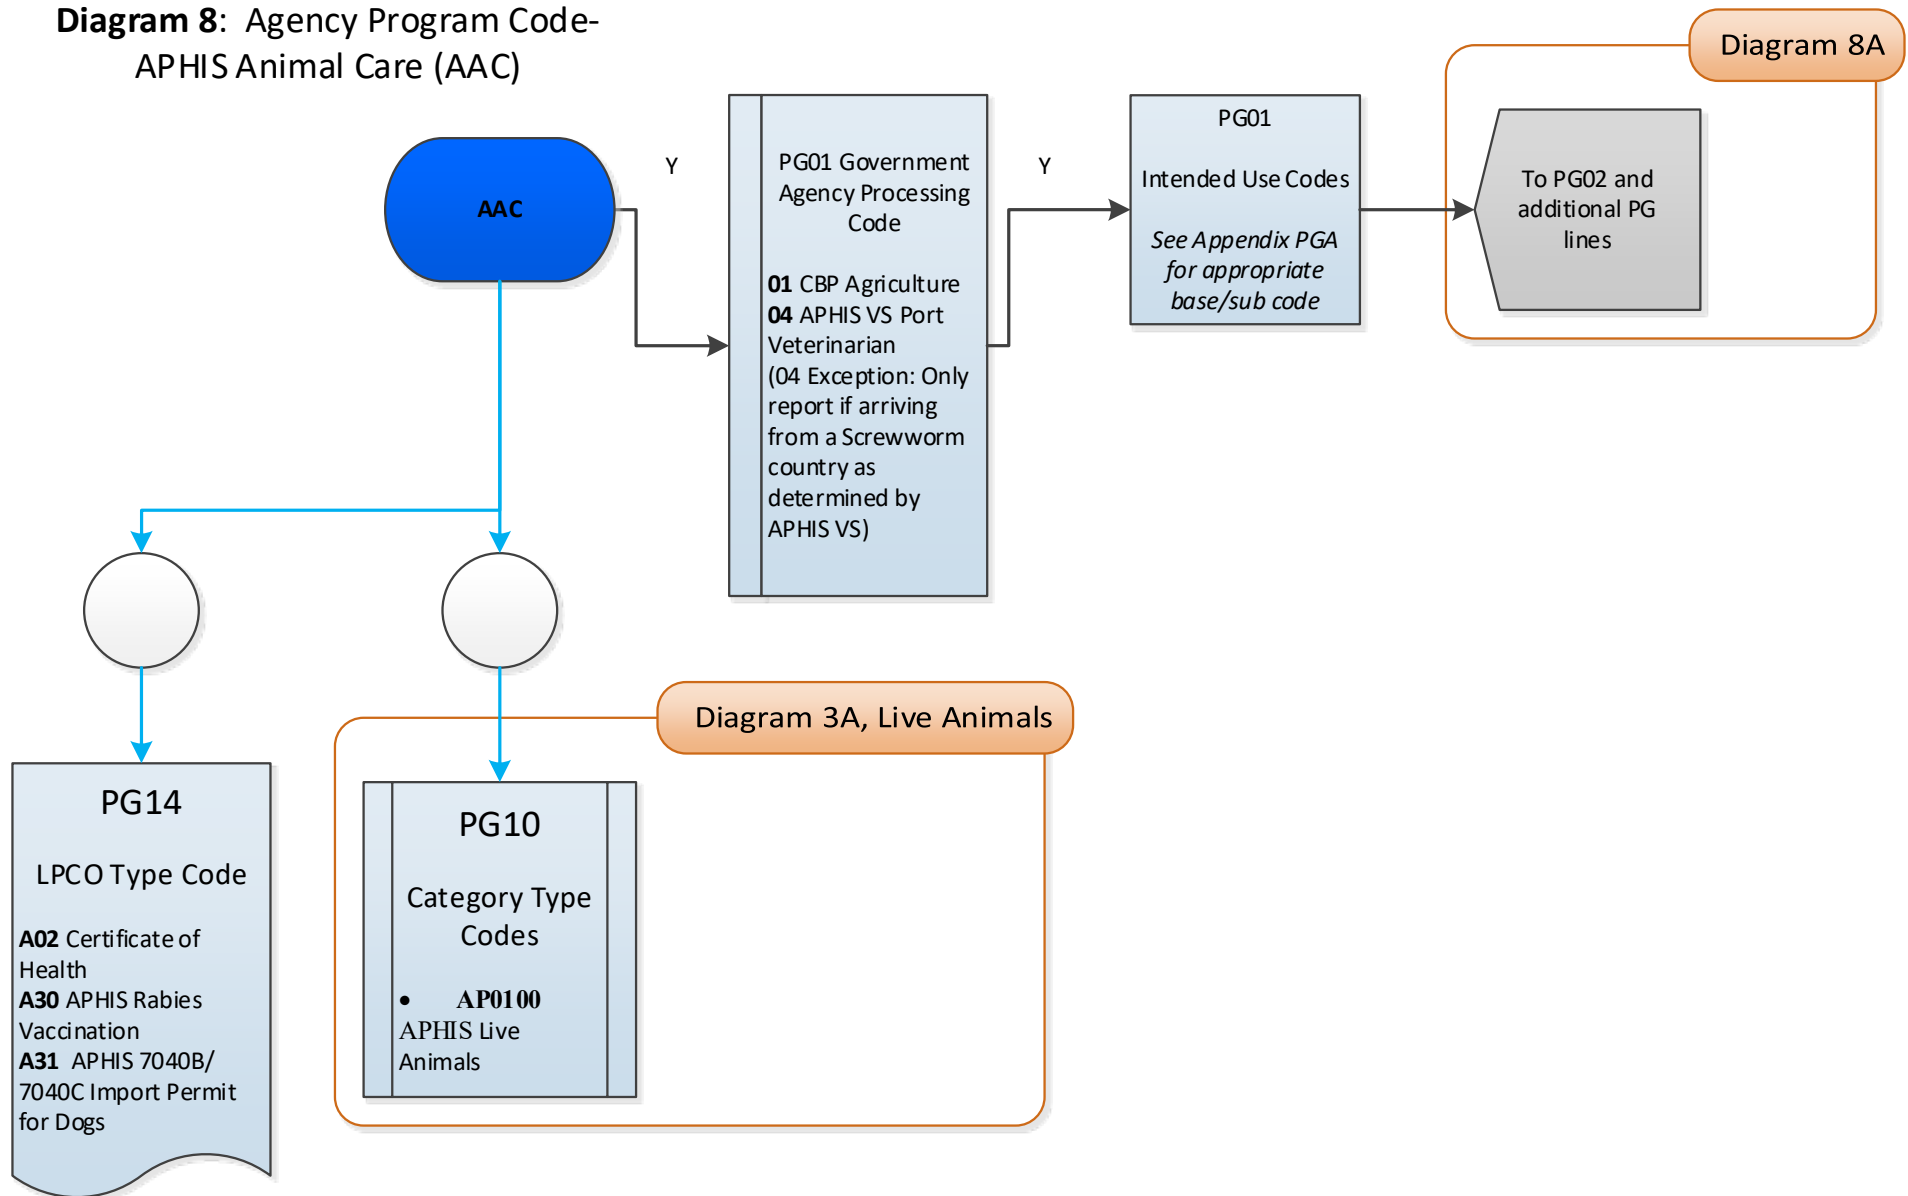 Diagram 8: Agency Program Code-
APHIS Animal Care (AAC)
Diagram 8A
AAC
Y
PG01 Government
Agency Processing
Code
01 CBP Agriculture
04 APHIS VS Port
Veterinarian
(04 Exception: Only
report if arriving
from a Screwworm
country as
determined by
APHIS VS)
Y
PG01
Intended Use Codes
See Appendix PGA
for appropriate
base/sub code
To PG02 and
additional PG
lines
PG14
LPCO Type Code
A02 Certificate of
Health
A30 APHIS Rabies
Vaccination
A31 APHIS 7040B/
7040C Import Permit
for Dogs
Diagram 3A, Live Animals
PG10
Category Type
Codes
• AP0100
APHIS Live
Animals